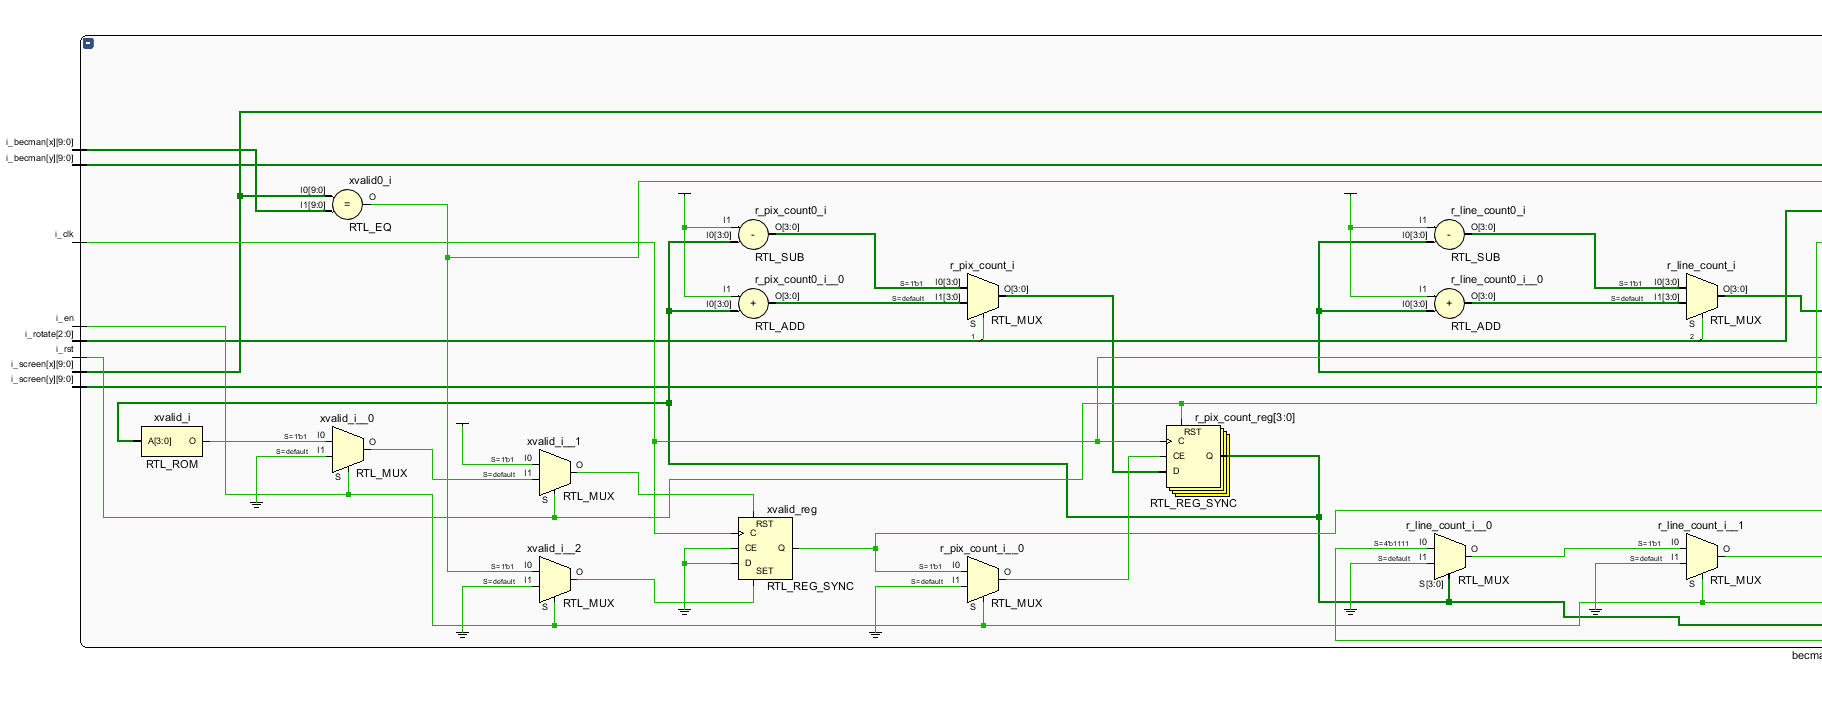 i_becman[x][9:0]
i_becman[y][9:0]
i_clk
i_en
i_rotate[2:0]
i_rst
i_screen[x][9:0]
i_screen[y][9:0]
xvalid0_i
I0[9:0]
I1[9:0]
=
O
RTL_EQ
r_pix_count0_i
I1
I0[3:0]
-
O[3:0]
RTL_SUB
r_pix_count0_i__0
I1
I0[3:0]
+
O[3:0]
RTL_ADD
r_pix_count_i
S=1'b1
I0[3:0]
S=default
I1[3:0]
O[3:0]
S
RTL_MUX
1
r_line_count0_i
I1
I0[3:0]
-
O[3:0]
RTL_SUB
r_line_count0_i__0
I1
I0[3:0]
+
O[3:0]
RTL_ADD
r_line_count_i
S=1'b1
I0[3:0]
S=default
I1[3:0]
O[3:0]
S
RTL_MUX
2
xvalid_i
A[3:0]
O
RTL_ROM
xvalid_i__0
S=1'b1
I0
S=default
I1
O
S
RTL_MUX
xvalid_i__1
S=1'b1
I0
S=default
I1
O
S
RTL_MUX
r_pix_count_reg[3:0]
RST
C
CE
Q
D
RTL_REG_SYNC
xvalid_reg
RST
C
CE
Q
D
SET
RTL_REG_SYNC
xvalid_i__2
S=1'b1
I0
S=default
I1
O
S
RTL_MUX
r_pix_count_i__0
S=1'b1
I0
S=default
I1
O
S
RTL_MUX
r_line_count_i__0
S=4'b1111
I0
S=default
I1
O
S[3:0]
RTL_MUX
r_line_count_i__1
S=1'b1
I0
S=default
I1
O
S
RTL_MUX
becma